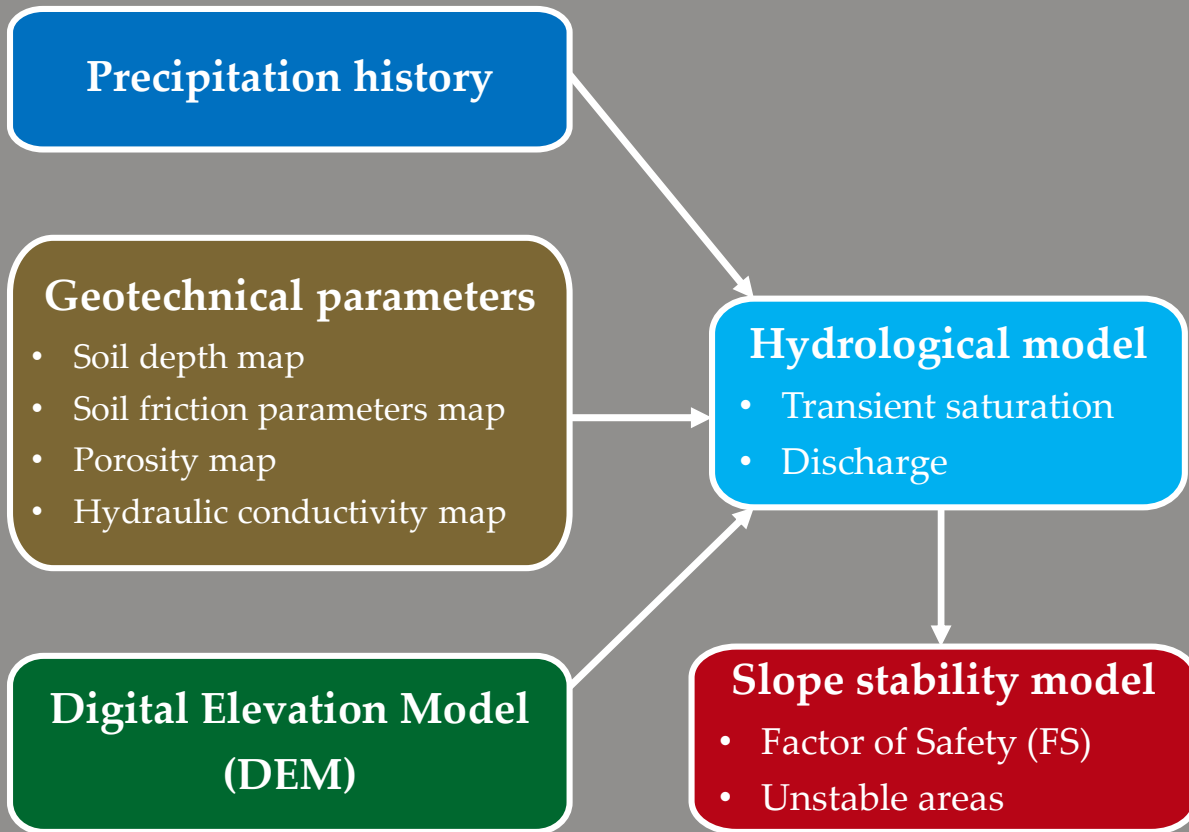 Precipitation history
Geotechnical parameters
• Soil depth map
• Soil friction parameters map
• Porosity map
• Hydraulic conductivity map
Hydrological model
• Transient saturation
• Discharge
Digital Elevation Model
(DEM)
Slope stability model
• Factor of Safety (FS)
• Unstable areas